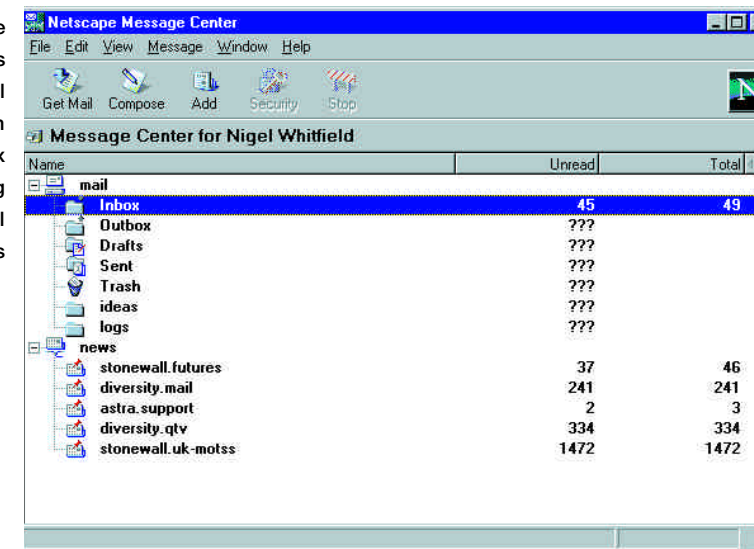 Netscape Message Center
File Edit View Message Window Help
Get Mail Compose Add Security Stop
N
Message Center for Nigel Whitfield
Name Unread Total
mail
Inbox 45 49
Outbox ???
Drafts ???
Sent ???
Trash ???
ideas ???
logs ???
news
stonewall.futures 37 46
diversity.mail 241 241
astra.support 2 3
diversity.qtv 334 334
stonewall.uk-motss 1472 1472